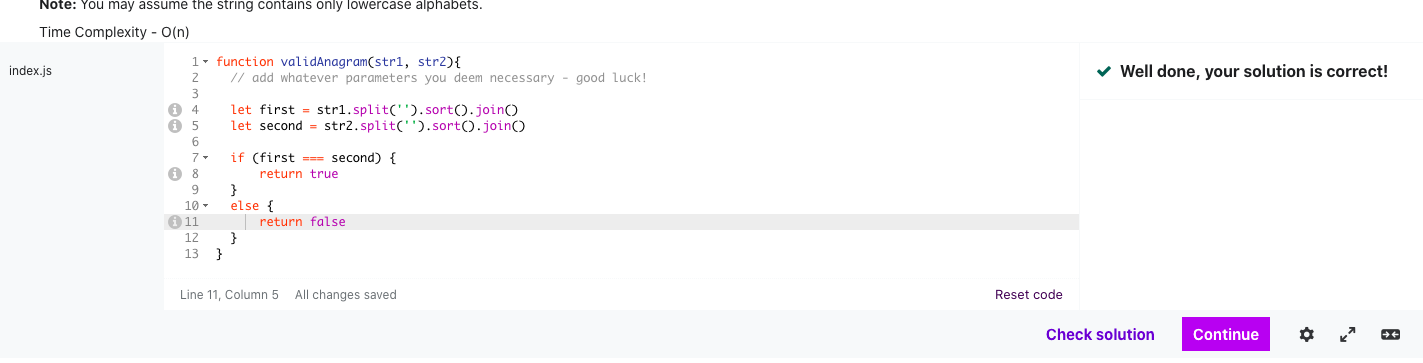 Note: You may assume the string contains only lowercase alphabets.
Time Complexity - O(n)
index.js
1 function validAnagram(str1, str2){
2 // add whatever parameters you deem necessary - good luck!
3
4 let first = str1.split('').sort().join()
5 let second = str2.split('').sort().join()
6
7 if (first === second) {
8 return true
9 }
10 else {
11 return false
12 }
13 }
Well done, your solution is correct!
Line 11, Column 5 All changes saved Reset code
Check solution Continue